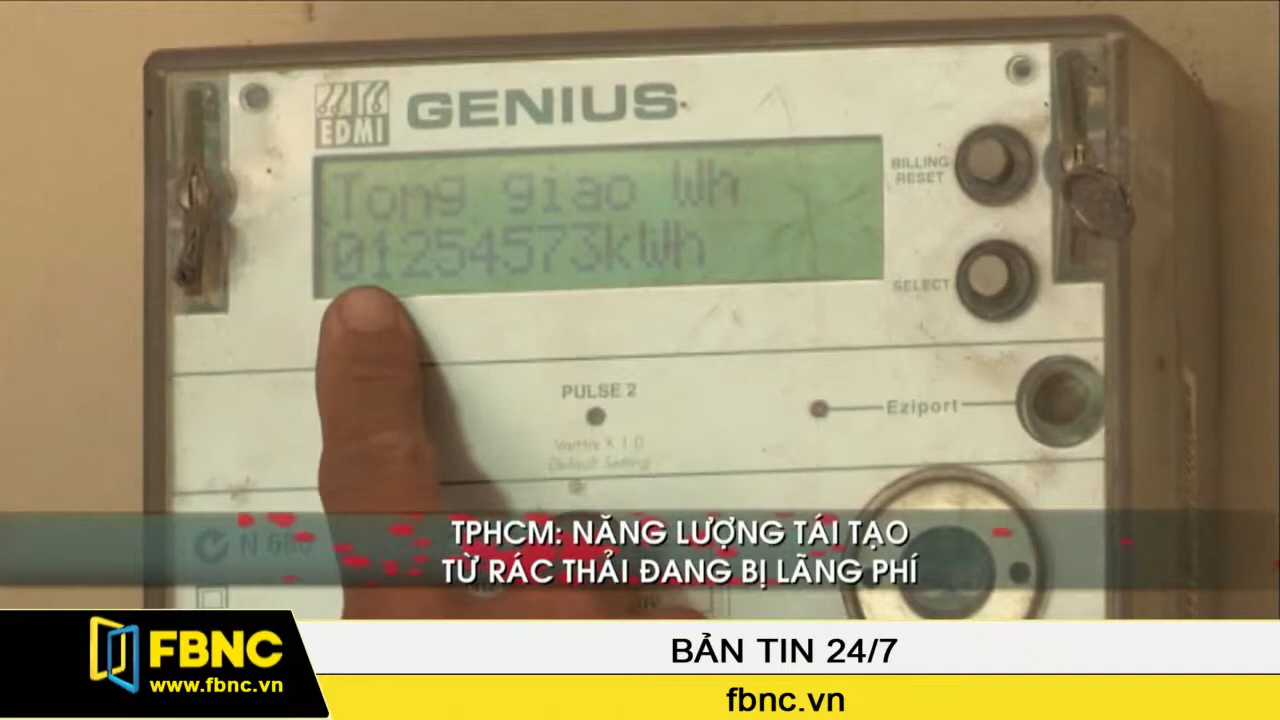 EDMI GENIUS
Tong giao Wh
01254573kWh
BILLING
RESET
SELECT
PULSE 2
Eziport
N 680
TPHCM: NĂNG LƯỢNG TÁI TẠO
TỪ RÁC THẢI ĐANG BỊ LÃNG PHÍ
FBNC
www.fbnc.vn
BẢN TIN 24/7
fbnc.vn